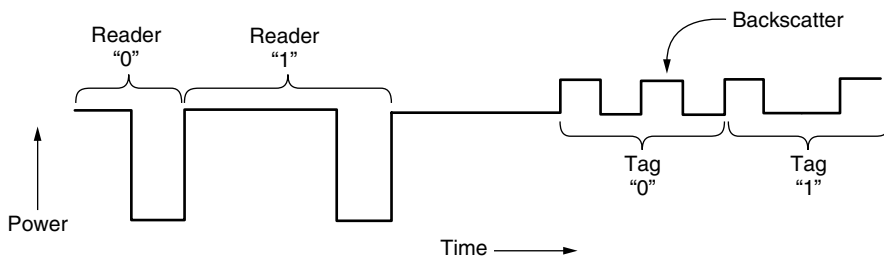 Backscatter
Reader
“0”
Reader
“1”
Power
Time
Tag
“0”
Tag
“1”